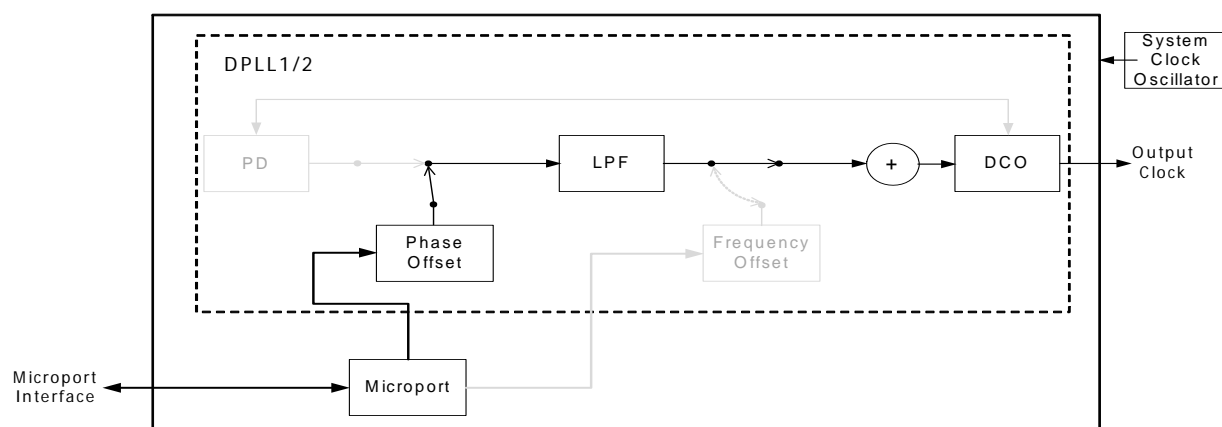 System
Clock
Oscillator
DPLL1/2
PD
LPF
+
DCO
Output
Clock
Phase
Offset
Frequency
Offset
Microport
Interface
Microport